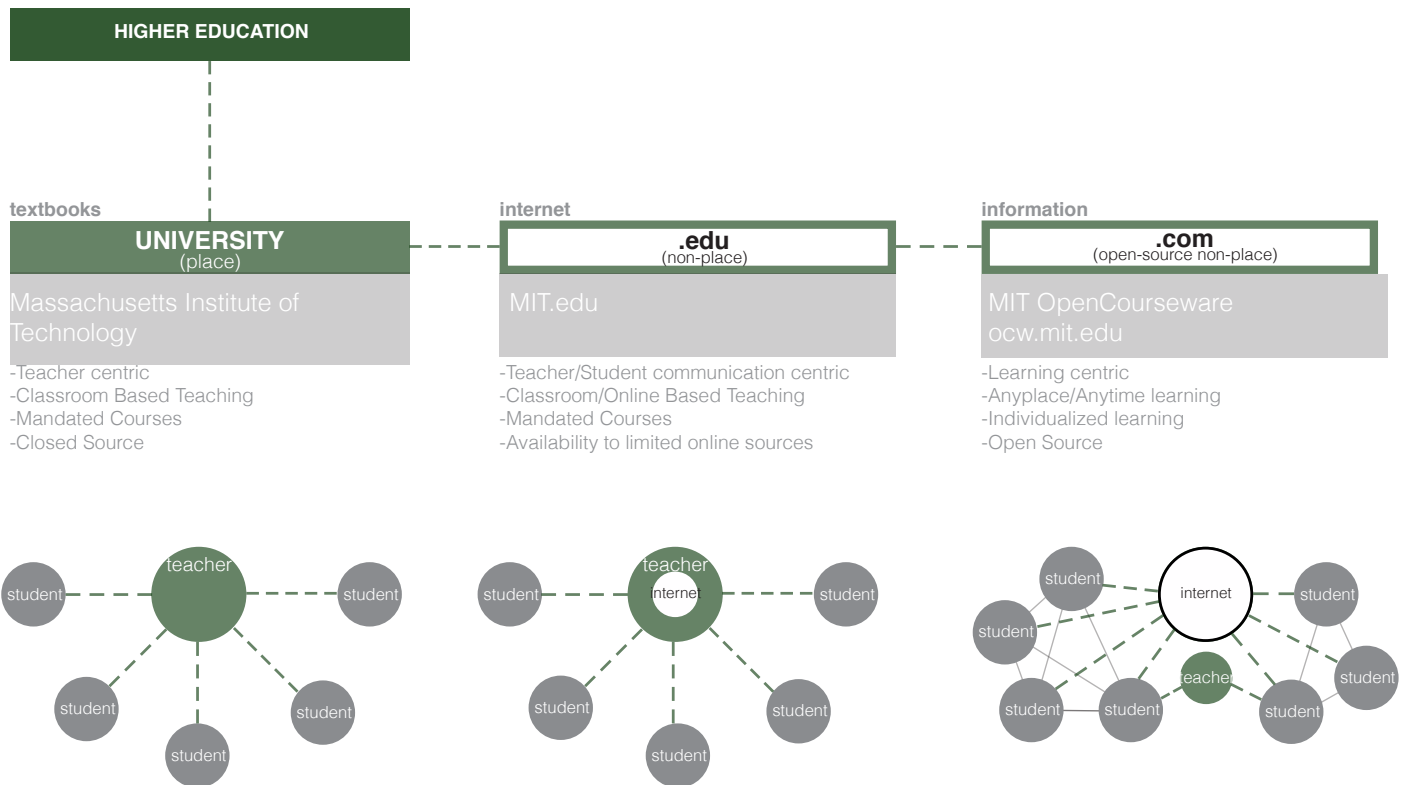 HIGHER EDUCATION
textbooks
UNIVERSITY
(place)
Massachusetts Institute of
Technology
-Teacher centric
-Classroom Based Teaching
-Mandated Courses
-Closed Source
internet
.edu
(non-place)
MIT.edu
-Teacher/Student communication centric
-Classroom/Online Based Teaching
-Mandated Courses
-Availability to limited online sources
information
.com
(open-source non-place)
MIT OpenCourseware
ocw.mit.edu
-Learning centric
-Anyplace/Anytime learning
-Individualized learning
-Open Source
teacher
student
student
student
student
student
teacher
internet
student
student
student
student
student
internet
student
student
student
student
teacher
student
student
student